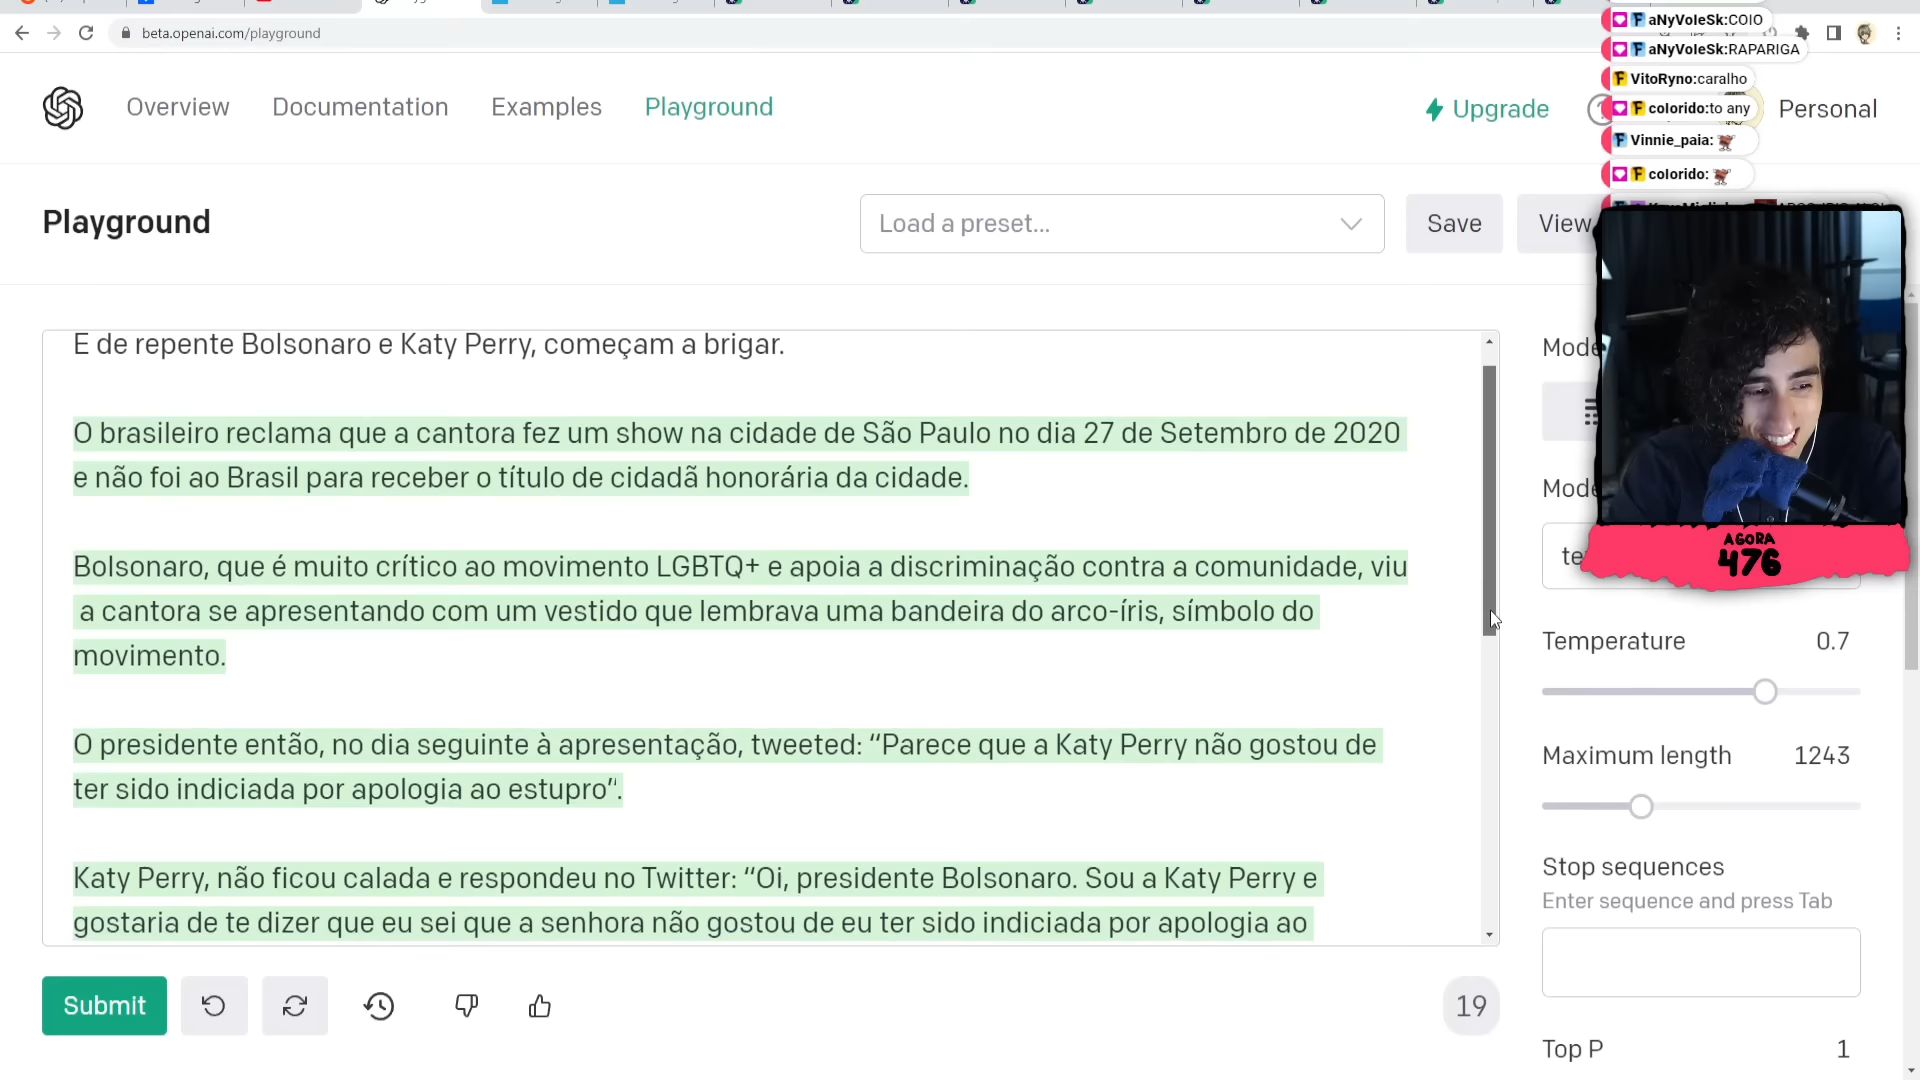 beta.openai.com/playground
Overview
Documentation
Examples
Playground
Upgrade
Personal
Playground
Load a preset...
Save
View
E de repente Bolsonaro e Katy Perry, começam a brigar.
O brasileiro reclama que a cantora fez um show na cidade de São Paulo no dia 27 de Setembro de 2020
e não foi ao Brasil para receber o título de cidadã honorária da cidade.
Bolsonaro, que é muito crítico ao movimento LGBTQ+ e apoia a discriminação contra a comunidade, viu
a cantora se apresentando com um vestido que lembrava uma bandeira do arco-íris, símbolo do
movimento.
O presidente então, no dia seguinte à apresentação, tweeted: “Parece que a Katy Perry não gostou de
ter sido indiciada por apologia ao estupro”.
Katy Perry, não ficou calada e respondeu no Twitter: “Oi, presidente Bolsonaro. Sou a Katy Perry e
gostaria de te dizer que eu sei que a senhora não gostou de eu ter sido indiciada por apologia ao
Submit
19
Mode
Mode
te
Temperature 0.7
Maximum length 1243
Stop sequences
Enter sequence and press Tab
Top P 1
aNyVoleSk:COIO
aNyVoleSk:RAPARIGA
VitoRyno:caralho
colorido:to any
Vinnie_paia:
colorido:
AGORA
476